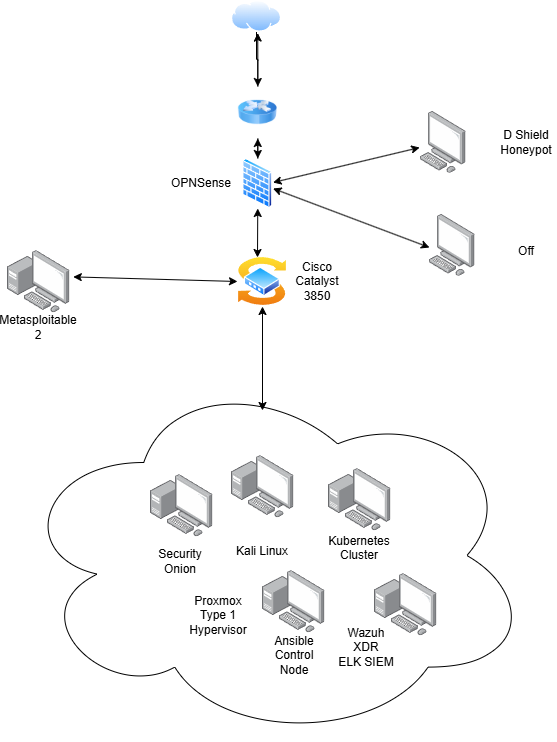 D Shield
Honeypot
OPNSense
Off
Cisco
Catalyst
3850
Metasploitable
2
Security
Onion
Kali Linux
Kubernetes
Cluster
Proxmox
Type 1
Hypervisor
Ansible
Control
Node
Wazuh
XDR
ELK SIEM